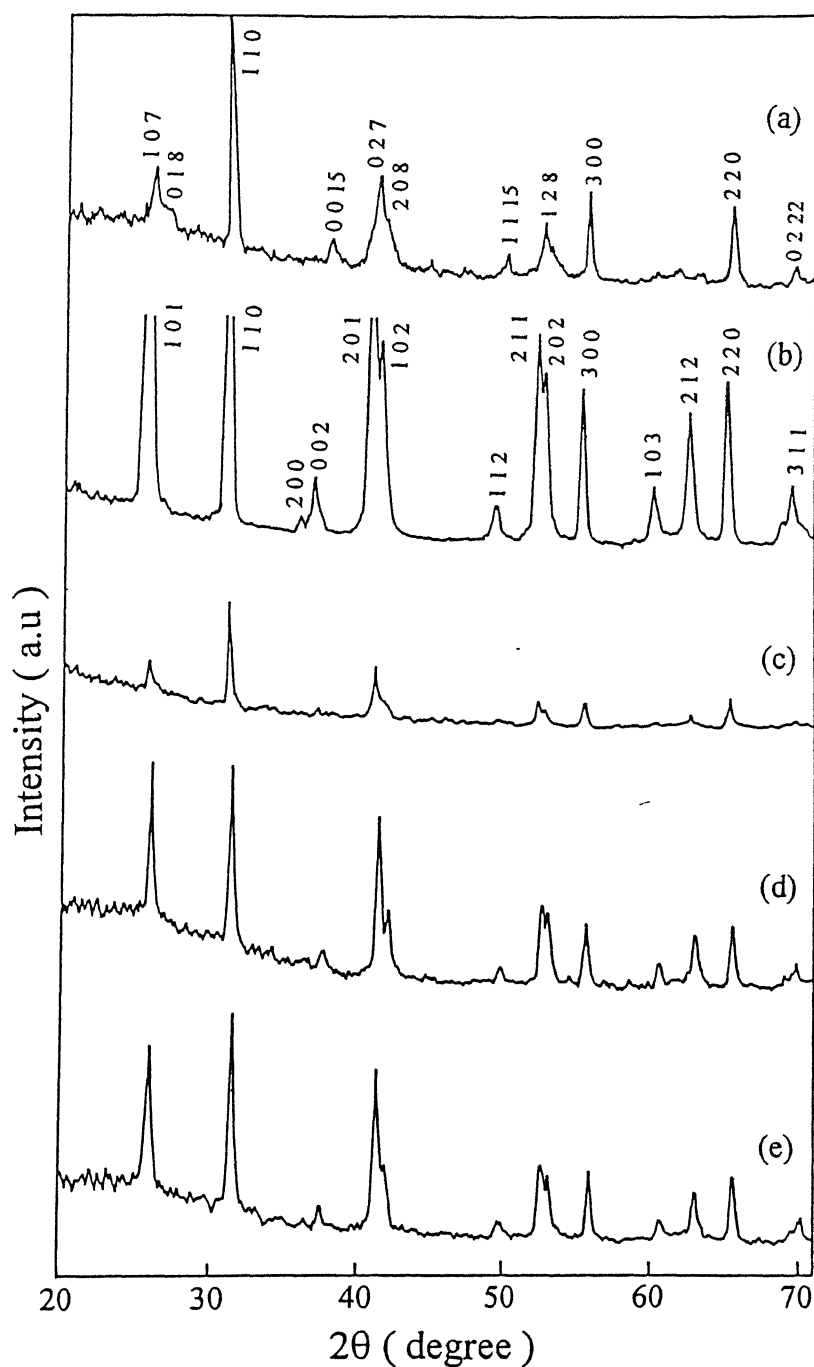 1 1 0
(a)
1 0 7
0 1 8
0 0 15
0 2 7
2 0 8
1 1 15
1 2 8
3 0 0
2 2 0
0 2 22
(b)
1 0 1
1 1 0
2 0 0
0 0 2
2 0 1
1 0 2
1 1 2
2 1 1
2 0 2
3 0 0
1 0 3
2 1 2
2 2 0
3 1 1
(c)
(d)
(e)
Intensity ( a.u )
20 30 40 50 60 70
2θ ( degree )